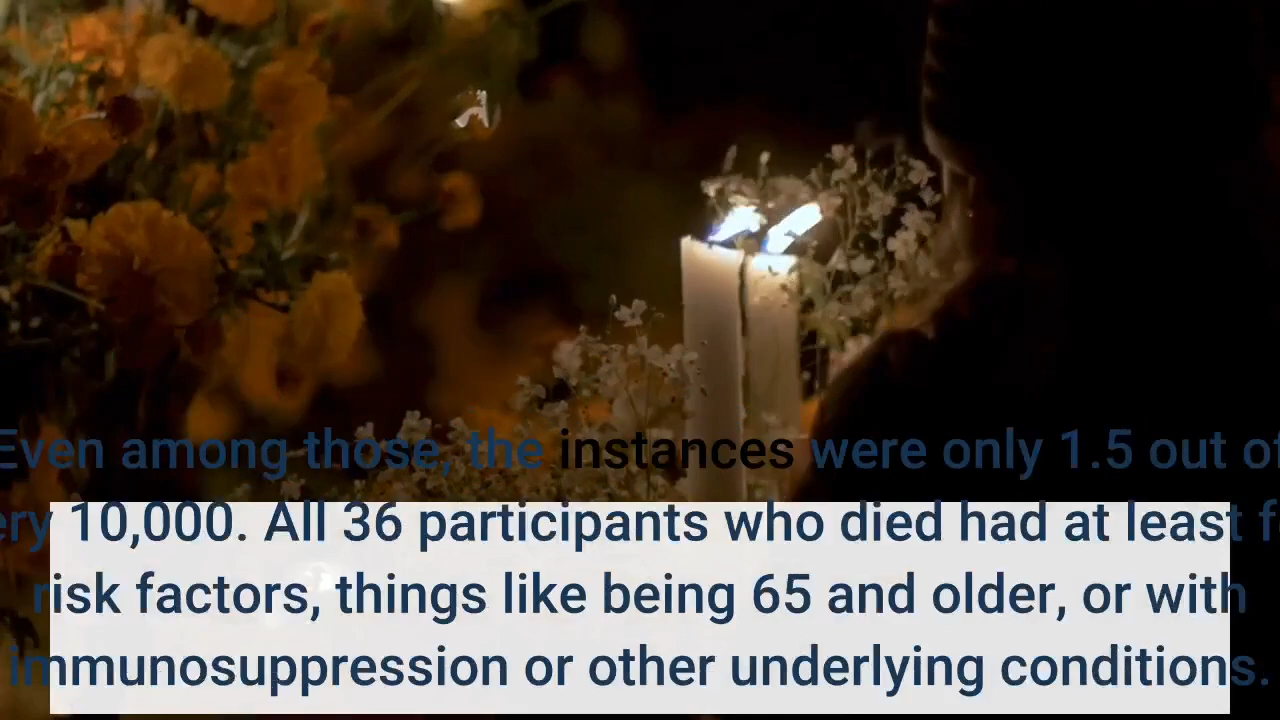 Even among those, the instances were only 1.5 out of
10,000. All 36 participants who died had at least
risk factors, things like being 65 and older, or with
immunosuppression or other underlying conditions.